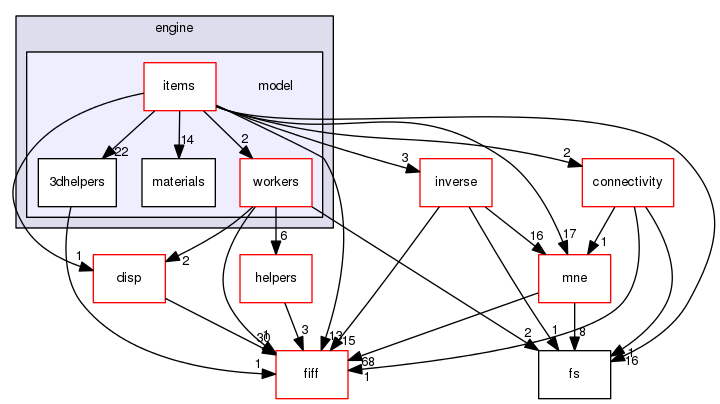 engine
items
model
2
14
22
3
2
3dhelpers
materials
workers
inverse
connectivity
6
16
17
1
1
2
disp
helpers
mne
1
30
3
13
15
2
1
8
1
16
68
1
1
fiff
fs